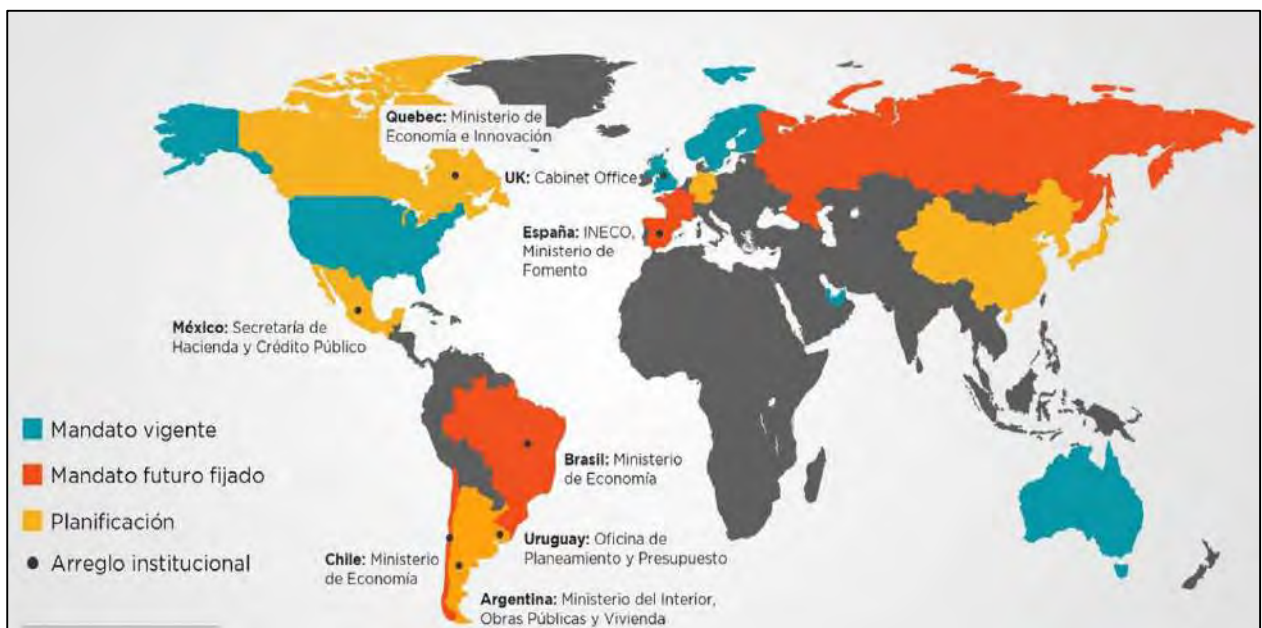 Quebec: Ministerio de
Economía e Innovación
UK: Cabinet Office
España: INECO,
Ministerio de
Fomento
México: Secretaría de
Hacienda y Crédito Público
Mandato vigente
Mandato futuro fijado
Planificación
Arreglo institucional
Brasil: Ministerio
de Economía
Uruguay: Oficina de
Planeamiento y Presupuesto
Chile: Ministerio
de Economía
Argentina: Ministerio del Interior,
Obras Públicas y Vivienda